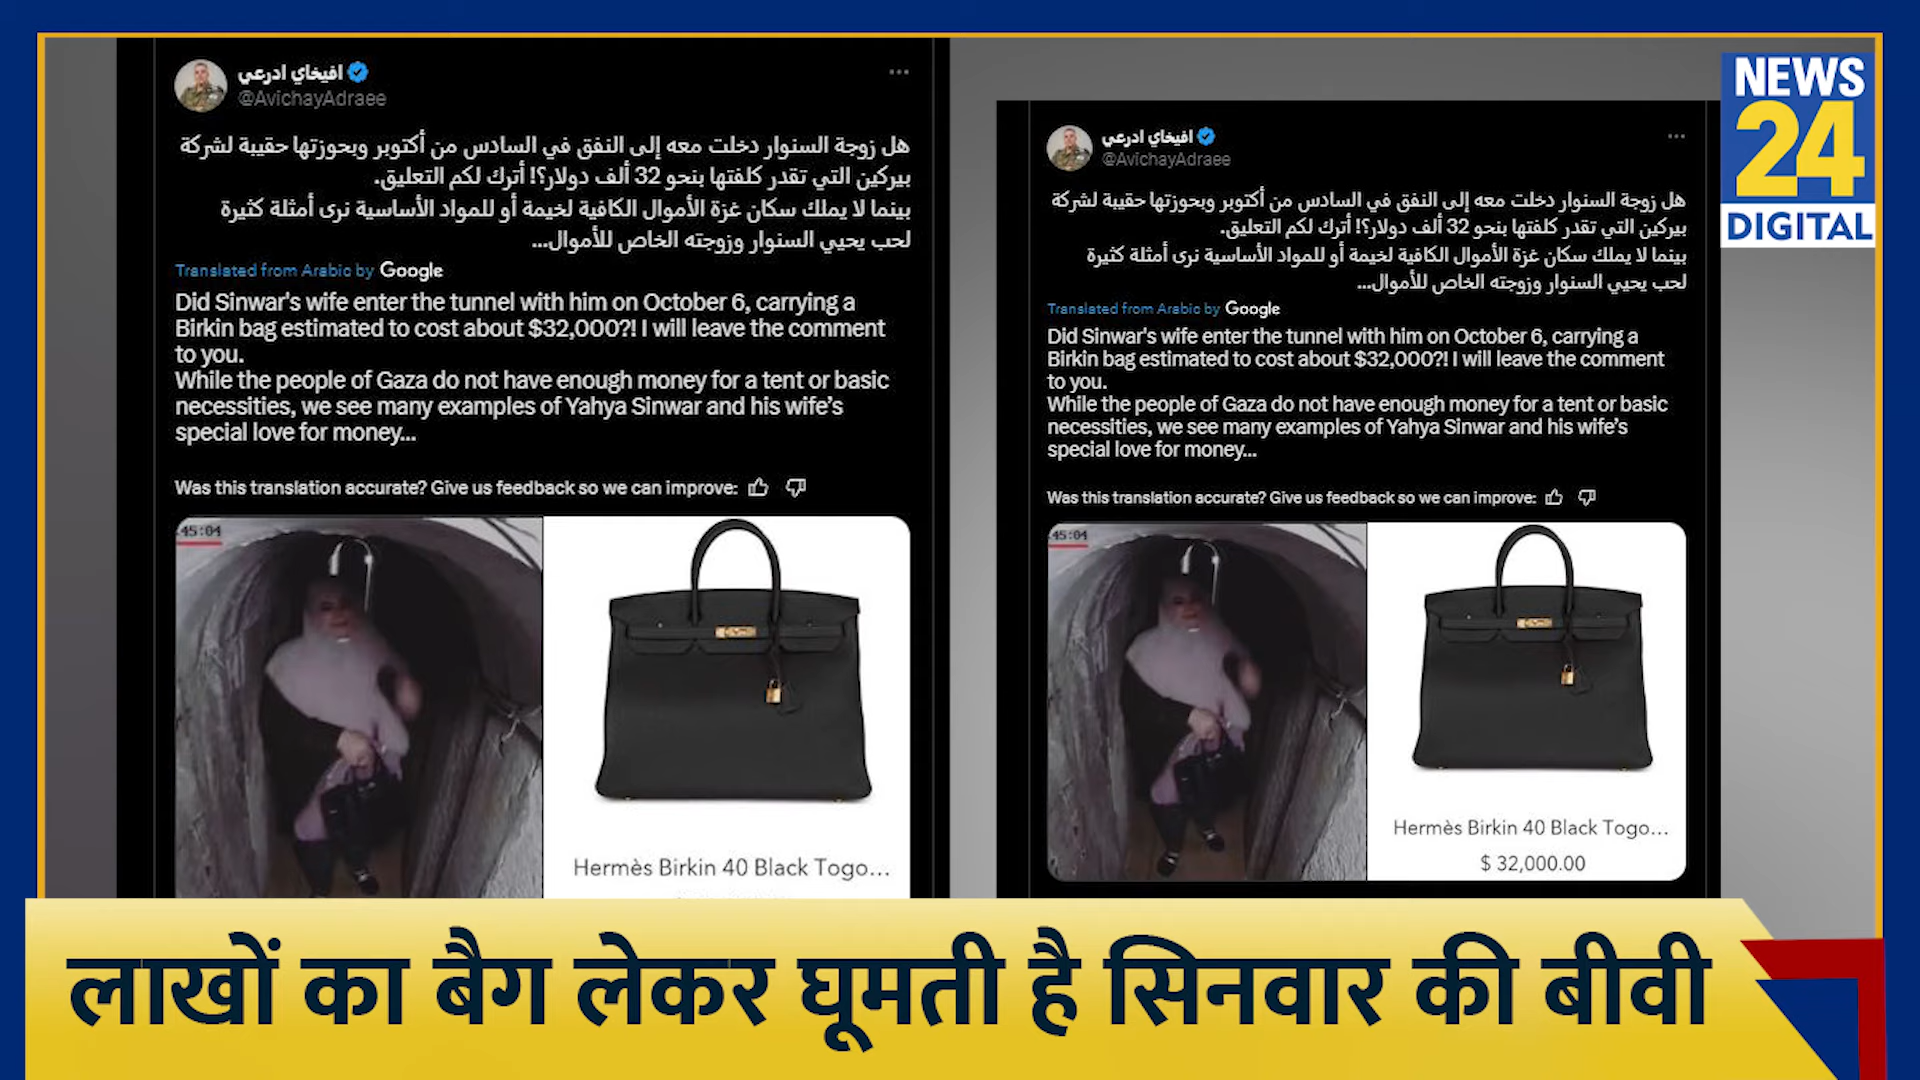 افيخاي ادرعي
@AvichayAdraee
هل زوجة السنوار دخلت معه إلى النفق في السادس من أكتوبر وبحوزتها حقيبة لشركة
بيركين التي تقدر كلفتها بنحو 32 ألف دولار؟! أترك لكم التعليق.
بينما لا يملك سكان غزة الأموال الكافية لخيمة أو للمواد الأساسية نرى أمثلة كثيرة
لحب يحيي السنوار وزوجته الخاص للأموال...
Translated from Arabic by Google
Did Sinwar's wife enter the tunnel with him on October 6, carrying a
Birkin bag estimated to cost about $32,000?! I will leave the comment
to you.
While the people of Gaza do not have enough money for a tent or basic
necessities, we see many examples of Yahya Sinwar and his wife’s
special love for money...
Was this translation accurate? Give us feedback so we can improve:
45:04
Hermès Birkin 40 Black Togo...
افيخاي ادرعي
@AvichayAdraee
هل زوجة السنوار دخلت معه إلى النفق في السادس من أكتوبر وبحوزتها حقيبة لشركة
بيركين التي تقدر كلفتها بنحو 32 ألف دولار؟! أترك لكم التعليق.
بينما لا يملك سكان غزة الأموال الكافية لخيمة أو للمواد الأساسية نرى أمثلة كثيرة
لحب يحيي السنوار وزوجته الخاص للأموال...
Translated from Arabic by Google
Did Sinwar's wife enter the tunnel with him on October 6, carrying a
Birkin bag estimated to cost about $32,000?! I will leave the comment
to you.
While the people of Gaza do not have enough money for a tent or basic
necessities, we see many examples of Yahya Sinwar and his wife’s
special love for money...
Was this translation accurate? Give us feedback so we can improve:
45:04
Hermès Birkin 40 Black Togo...
$ 32,000.00
NEWS
24
DIGITAL
लाखों का बैग लेकर घूमती है सिनवार की बीवी